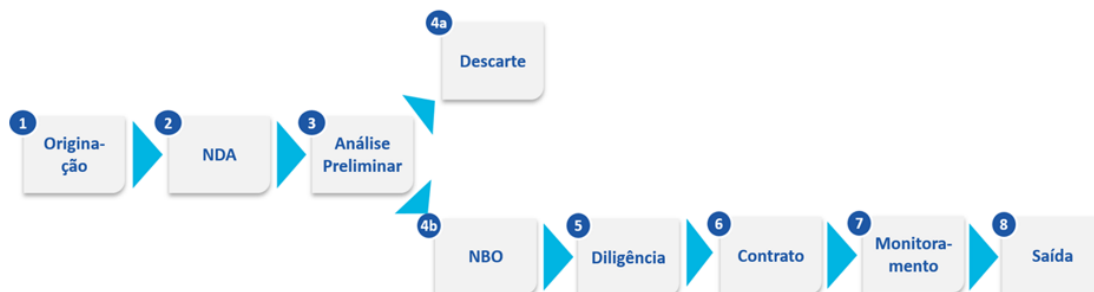 4a
Descarte
1
Origina-
ção
2
NDA
3
Análise
Preliminar
4b
NBO
5
Diligência
6
Contrato
7
Monitora-
mento
8
Saída